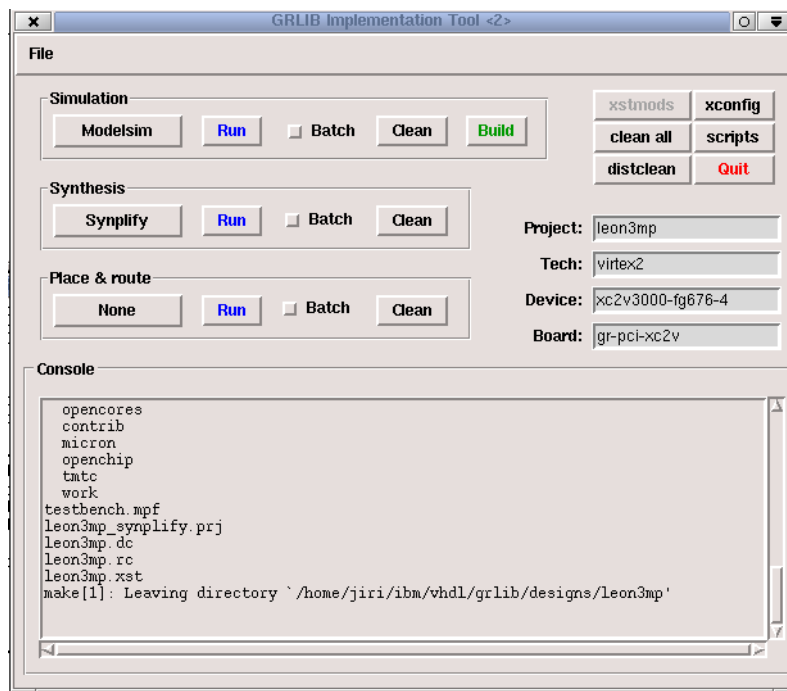 GRLIB Implementation Tool <2>
File
Simulation
Modelsim Run Batch Clean Build
Synthesis
Synplify Run Batch Clean
Place & route
None Run Batch Clean
xstmods xconfig
clean all scripts
distclean Quit
Project: leon3mp
Tech: virtex2
Device: xc2v3000-fg676-4
Board: gr-pci-xc2v
Console
opencores
contrib
micron
openchip
tmtc
work
testbench.mpf
leon3mp_synplify.prj
leon3mp.dc
leon3mp.rc
leon3mp.xst
make[1]: Leaving directory `/home/jiri/ibm/vhdl/grlib/designs/leon3mp'